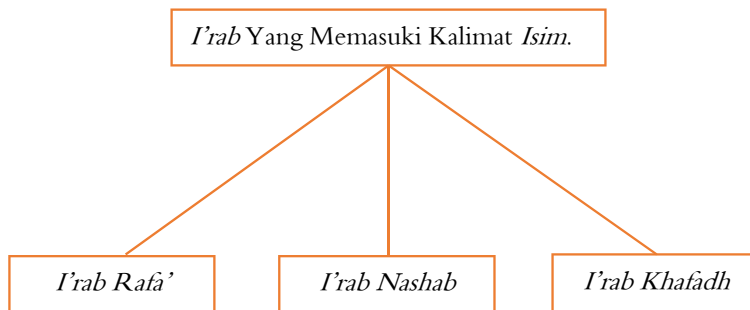 I’rab Yang Memasuki Kalimat Isim.
I’rab Rafa’
I’rab Nashab
I’rab Khafadh